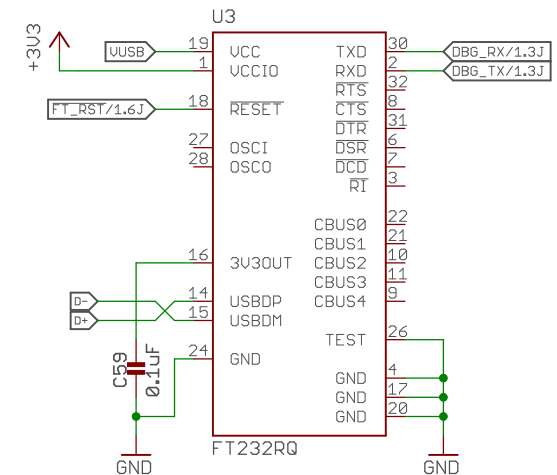 U3
+3V3
VUSB
19 VCC
1 VCCIO
FT_RST/1.6J
18 RESET
27 OSCI
28 OSCO
16 3V3OUT
D-
14 USBDP
D+
15 USBDM
24 GND
C59
0.1uF
GND
TXD 30
DBG_RX/1.3J
RXD 2
DBG_TX/1.3J
RTS 32
CTS 8
DTR 31
DSR 6
DCD 7
RI 3
CBUS0 22
CBUS1 21
CBUS2 10
CBUS3 11
CBUS4 9
TEST 26
GND 4
GND 17
GND 20
FT232RQ
GND